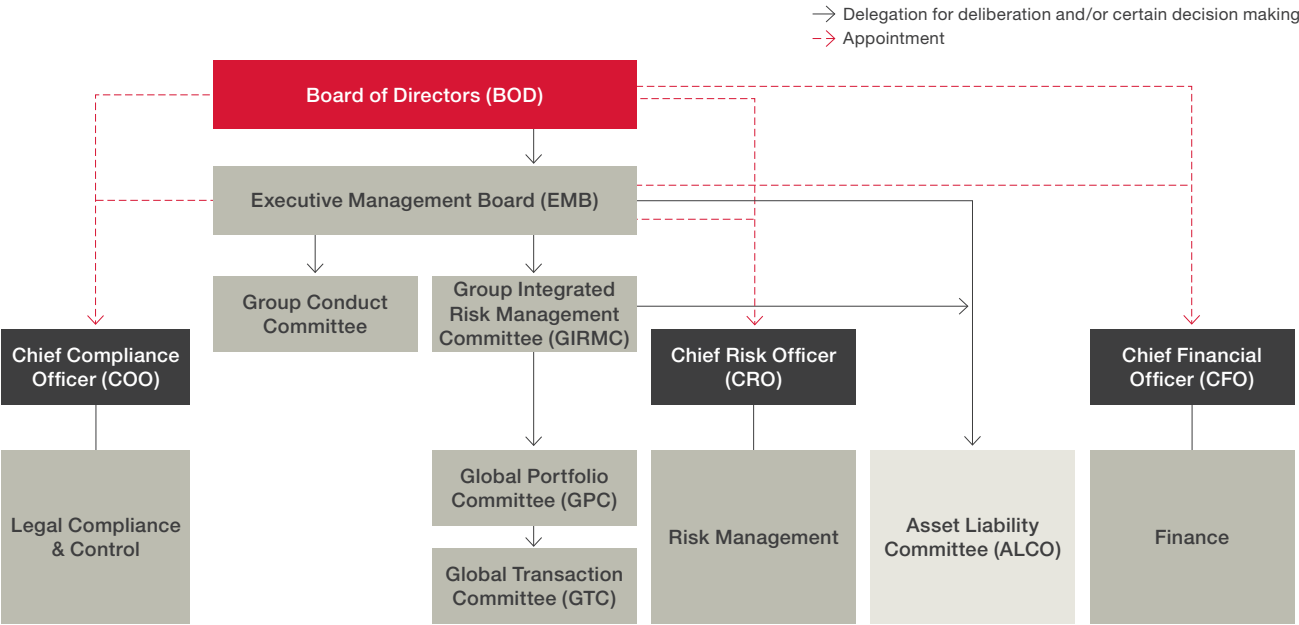 Delegation for deliberation and/or certain decision making
Appointment
Board of Directors (BOD)
Executive Management Board (EMB)
Group Conduct
Committee
Group Integrated
Risk Management
Committee (GIRMC)
Chief Compliance
Officer (COO)
Chief Risk Officer
(CRO)
Chief Financial
Officer (CFO)
Legal Compliance
& Control
Global Portfolio
Committee (GPC)
Global Transaction
Committee (GTC)
Risk Management
Asset Liability
Committee (ALCO)
Finance